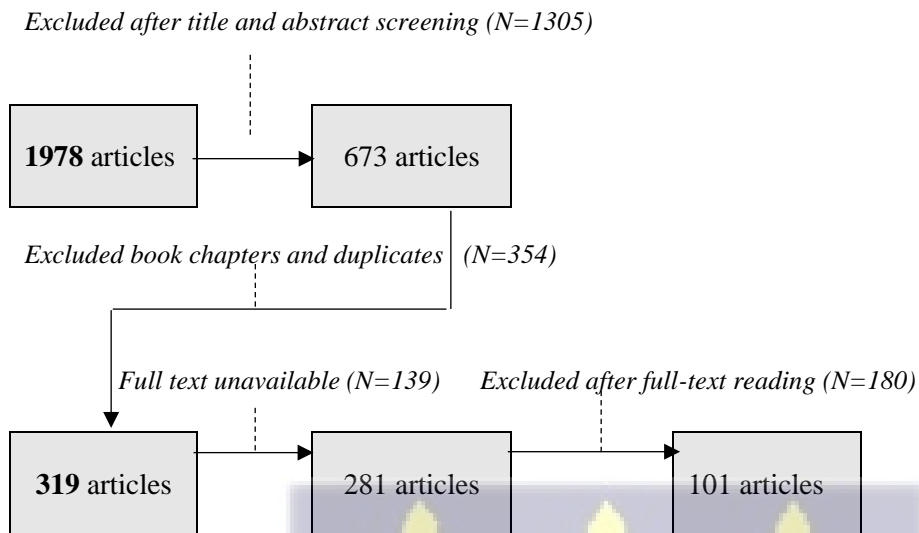 Excluded after title and abstract screening (N=1305)
1978 articles
673 articles
Excluded book chapters and duplicates (N=354)
Full text unavailable (N=139)
Excluded after full-text reading (N=180)
319 articles
281 articles
101 articles